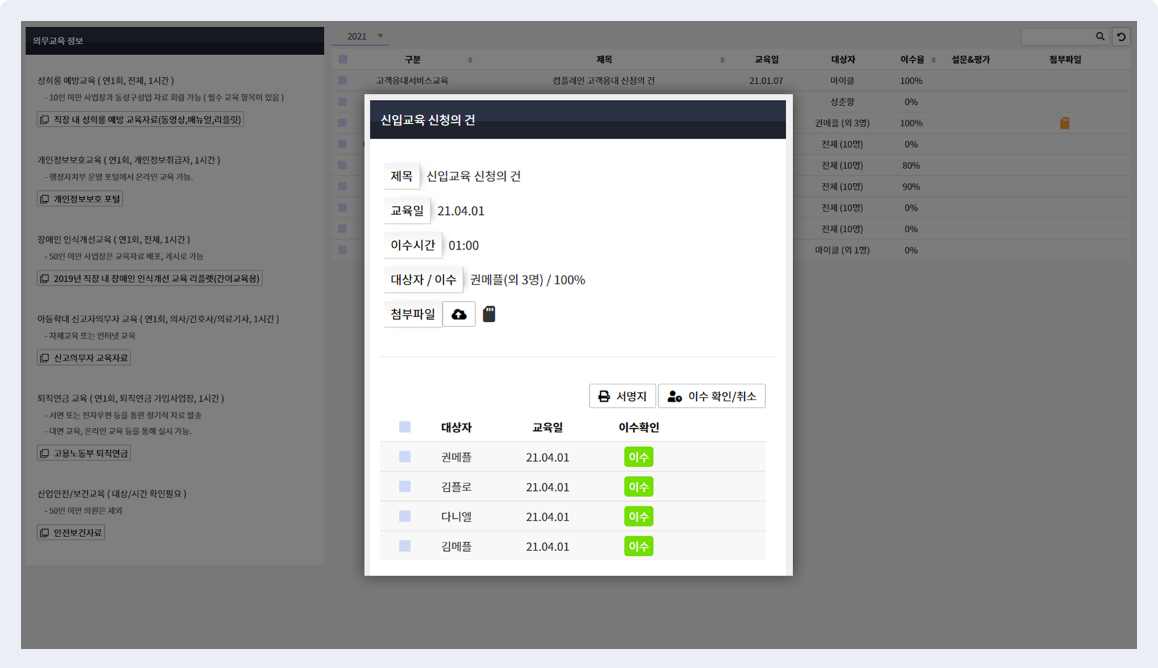 의무교육 정보
성희롱 예방교육 ( 연1회, 전체, 1시간 )
- 10인 미만 사업장과 동성구성업 자료 회람 가능 ( 필수 교육 항목이 있음 )
직장 내 성희롱 예방 교육자료(동영상,매뉴얼,리플릿)
개인정보보호교육 ( 연1회, 개인정보취급자, 1시간 )
- 행정자치부 운영 포털에서 온라인 교육 가능.
개인정보보호 포털
장애인 인식개선교육 ( 연1회, 전체, 1시간 )
- 50인 미만 사업장은 교육자료 배포, 게시로 가능
2019년 직장 내 장애인 인식개선 교육 리플렛(간이교육용)
아동학대 신고자의무자 교육 ( 연1회, 의사/간호사/의료기사, 1시간 )
- 자체교육 또는 인터넷 교육
신고의무자 교육자료
퇴직연금 교육 ( 연1회, 퇴직연금 가입사업장, 1시간 )
- 서면 또는 전자우편 등을 통한 정기적 자료 발송
- 대면 교육, 온라인 교육 등을 통해 실시 가능.
고용노동부 퇴직연금
산업안전/보건교육 ( 대상/시간 확인필요 )
- 50인 미만 의원은 제외
안전보건자료
2021
구분 제목 교육일 대상자 이수율 설문&평가 첨부파일
고객응대서비스교육 컴플레인 고객응대 신청의 건 21.01.07 마이클 100%
성춘향 0%
권메플 (외 3명) 100%
전체 (10명) 0%
전체 (10명) 80%
전체 (10명) 90%
전체 (10명) 0%
전체 (10명) 0%
마이클 (외 1명) 0%
신입교육 신청의 건
제목 신입교육 신청의 건
교육일 21.04.01
이수시간 01:00
대상자 / 이수 권메플(외 3명) / 100%
첨부파일
서명지 이수 확인/취소
대상자 교육일 이수확인
권메플 21.04.01 이수
김플로 21.04.01 이수
다니엘 21.04.01 이수
김메플 21.04.01 이수